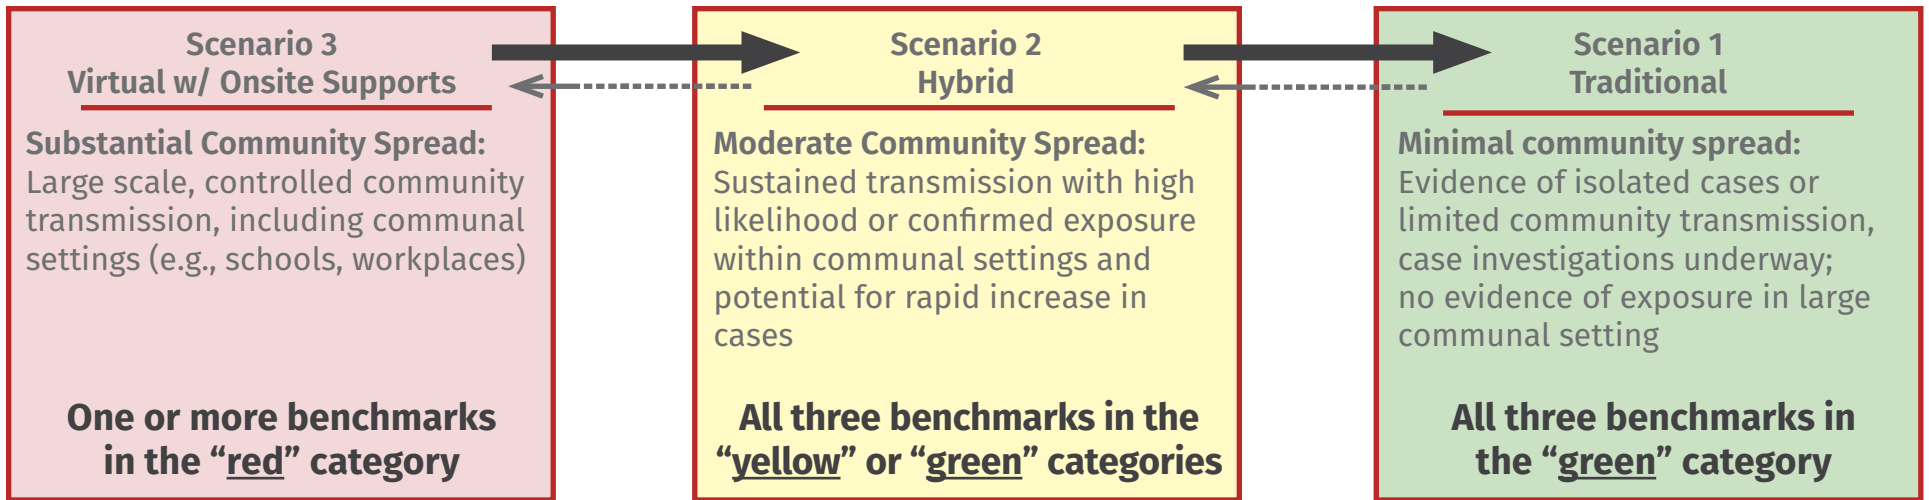 Scenario 3
Virtual w/ Onsite Supports
Substantial Community Spread:
Large scale, controlled community
transmission, including communal
settings (e.g., schools, workplaces)
One or more benchmarks
in the “red” category
Scenario 2
Hybrid
Moderate Community Spread:
Sustained transmission with high
likelihood or confirmed exposure
within communal settings and
potential for rapid increase in
cases
All three benchmarks in the
“yellow” or “green” categories
Scenario 1
Traditional
Minimal community spread:
Evidence of isolated cases or
limited community transmission,
case investigations underway;
no evidence of exposure in large
communal setting
All three benchmarks in
the “green” category